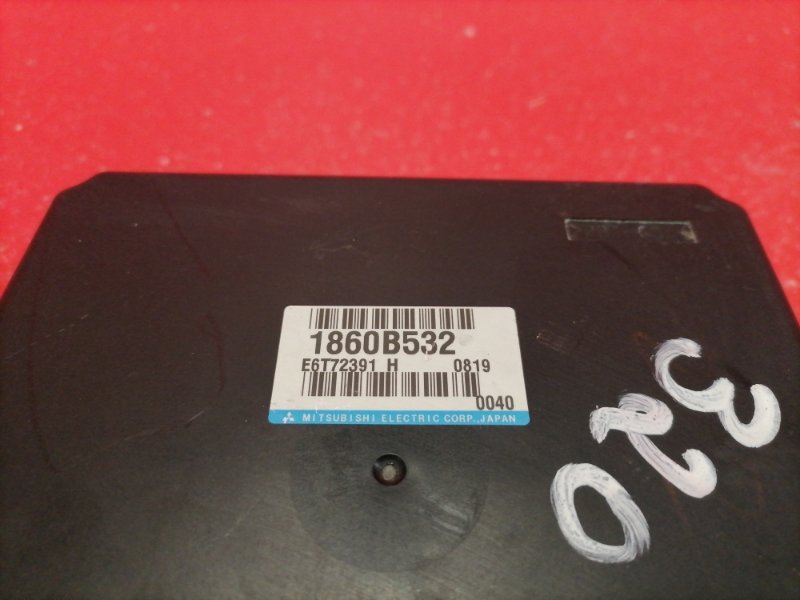 1860B532
E6T72391 H 0819
0040
MITSUBISHI ELECTRIC CORP., JAPAN
320